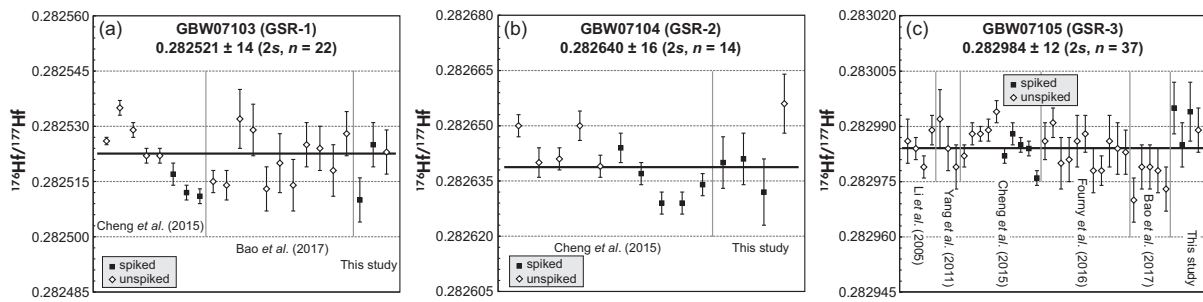 (a)
GBW07103 (GSR-1)
0.282521 ± 14 (2s, n = 22)
176Hf/177Hf
0.282560
0.282545
0.282530
0.282515
0.282500
0.282485
Cheng et al. (2015)
Bao et al. (2017)
This study
spiked
unspiked
(b)
GBW07104 (GSR-2)
0.282640 ± 16 (2s, n = 14)
176Hf/177Hf
0.282680
0.282665
0.282650
0.282635
0.282620
0.282605
Cheng et al. (2015)
This study
spiked
unspiked
(c)
GBW07105 (GSR-3)
0.282984 ± 12 (2s, n = 37)
176Hf/177Hf
0.283020
0.283005
0.282990
0.282975
0.282960
0.282945
spiked
unspiked
Li et al. (2005)
Yang et al. (2011)
Cheng et al. (2015)
Fourny et al. (2016)
Bao et al. (2017)
This study